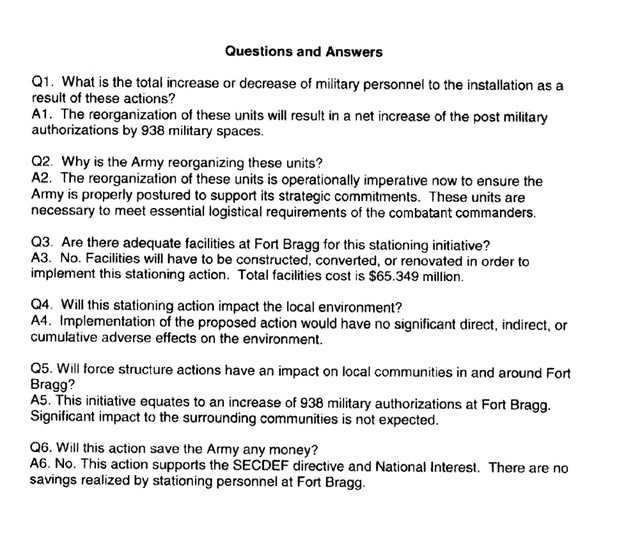 Questions and Answers
Q1. What is the total increase or decrease of military personnel to the installation as a
result of these actions?
A1. The reorganization of these units will result in a net increase of the post military
authorizations by 938 military spaces.
Q2. Why is the Army reorganizing these units?
A2. The reorganization of these units is operationally imperative now to ensure the
Army is properly postured to support its strategic commitments. These units are
necessary to meet essential logistical requirements of the combatant commanders.
Q3. Are there adequate facilities at Fort Bragg for this stationing initiative?
A3. No. Facilities will have to be constructed, converted, or renovated in order to
implement this stationing action. Total facilities cost is $65.349 million.
Q4. Will this stationing action impact the local environment?
A4. Implementation of the proposed action would have no significant direct, indirect, or
cumulative adverse effects on the environment.
Q5. Will force structure actions have an impact on local communities in and around Fort
Bragg?
A5. This initiative equates to an increase of 938 military authorizations at Fort Bragg.
Significant impact to the surrounding communities is not expected.
Q6. Will this action save the Army any money?
A6. No. This action supports the SECDEF directive and National Interest. There are no
savings realized by stationing personnel at Fort Bragg.